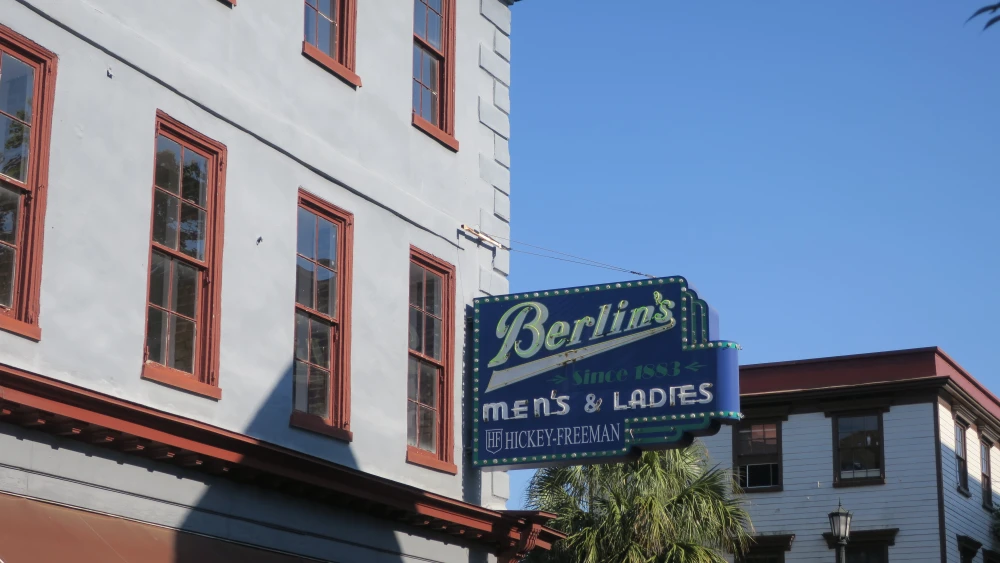 Berlin's
Since 1883
MEN'S & LADIES
HF HICKEY-FREEMAN